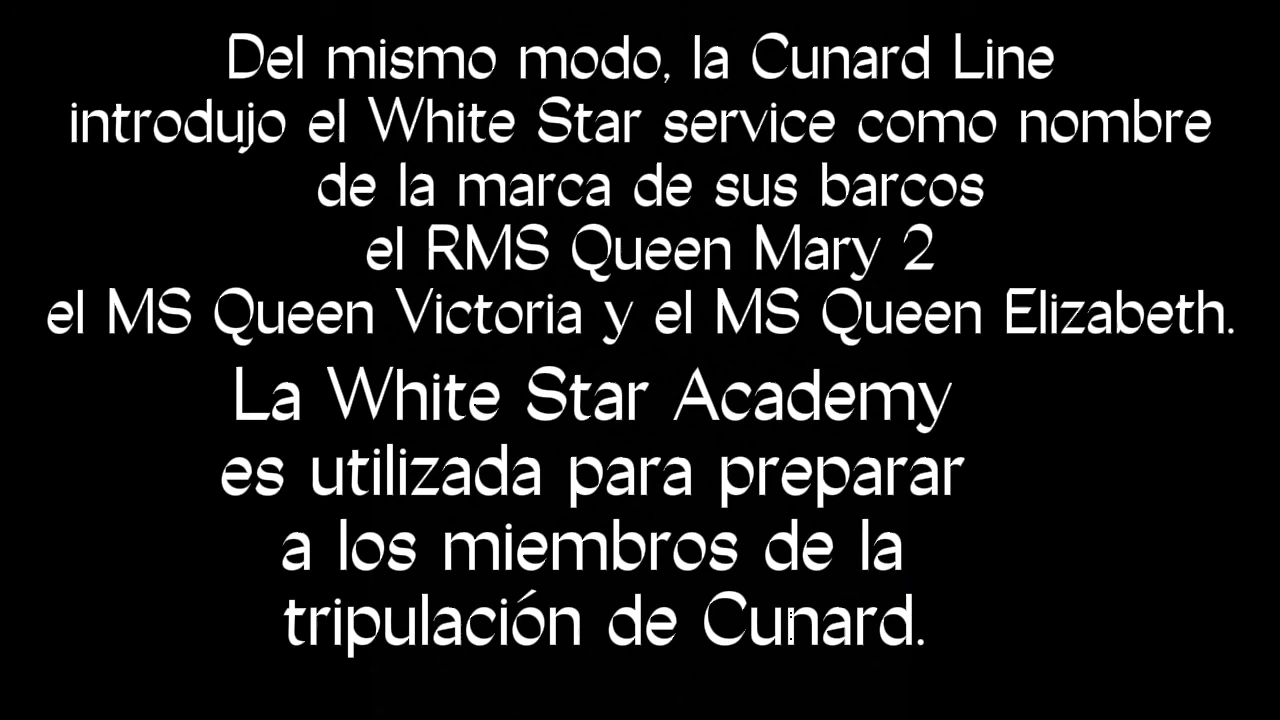 Del mismo modo, la Cunard Line
introdujo el White Star service como nombre
de la marca de sus barcos
el RMS Queen Mary 2
el MS Queen Victoria y el MS Queen Elizabeth.
La White Star Academy
es utilizada para preparar
a los miembros de la
tripulación de Cunard.